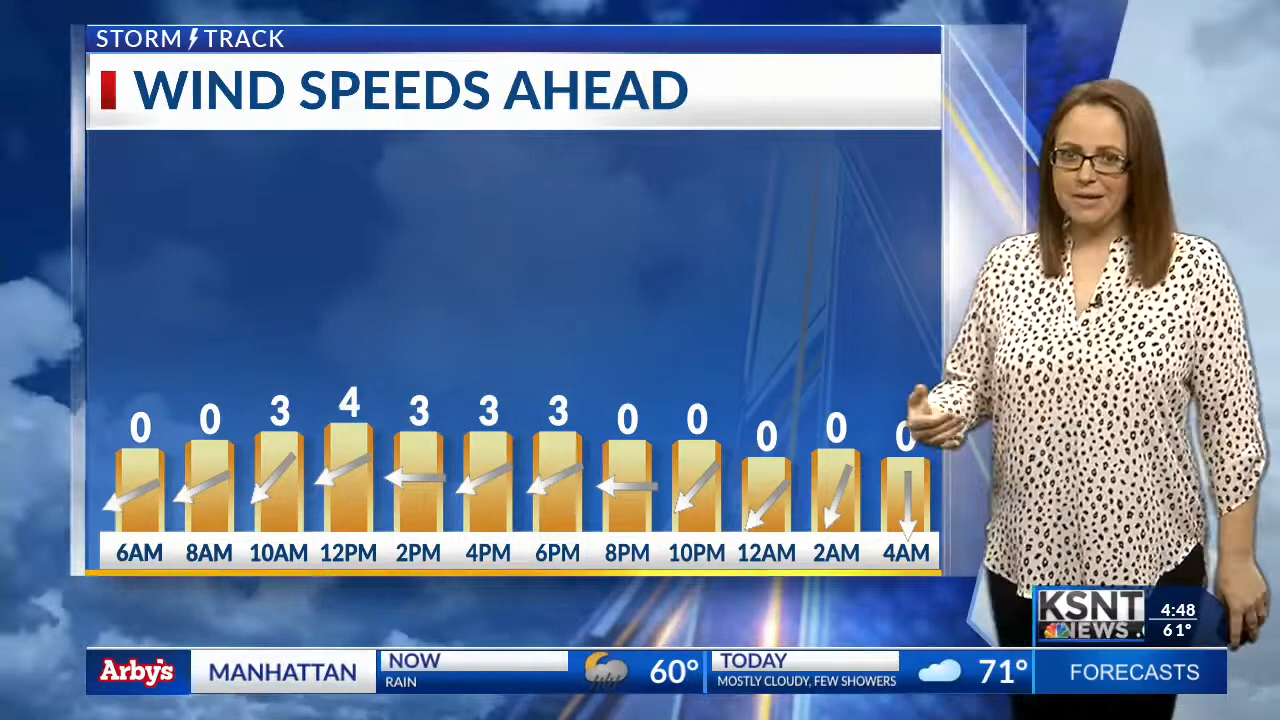 STORM TRACK
WIND SPEEDS AHEAD
0 0 3 4 3 3 3 0 0 0 0 0
6AM 8AM 10AM 12PM 2PM 4PM 6PM 8PM 10PM 12AM 2AM 4AM
KSNT
NEWS
4:48
61°
Arby's
MANHATTAN
NOW
RAIN
60°
TODAY
MOSTLY CLOUDY, FEW SHOWERS
71°
FORECASTS